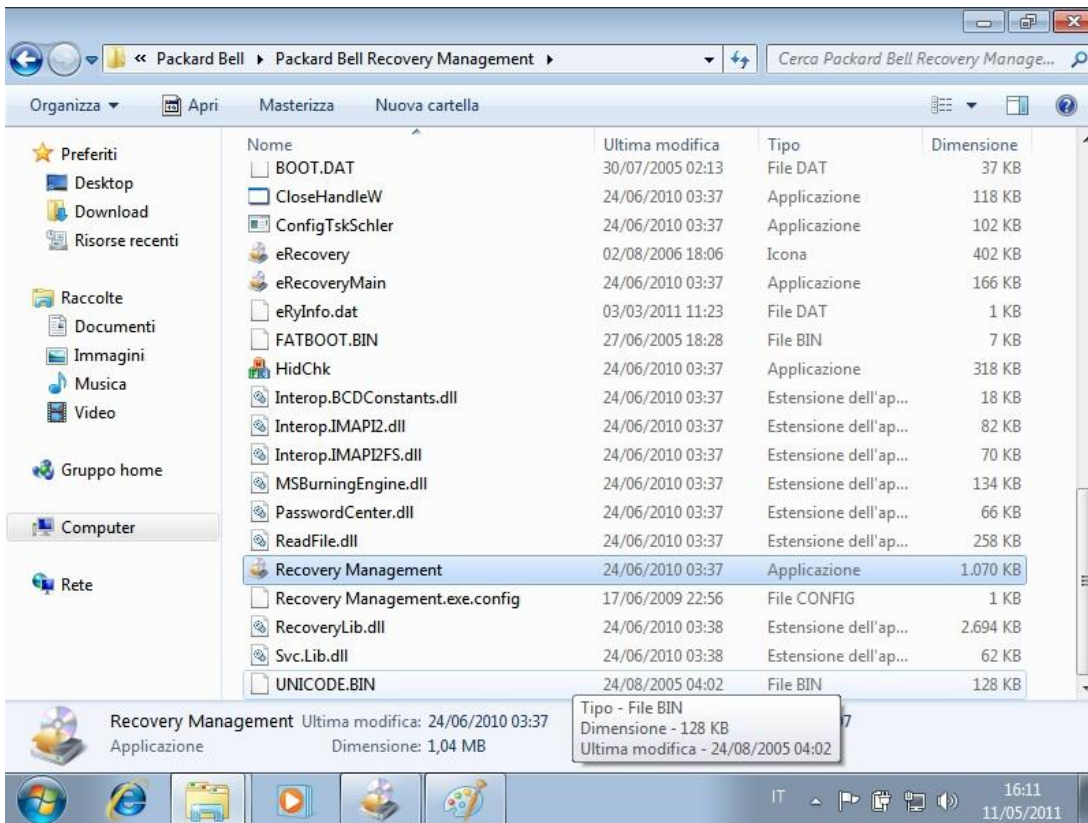 « Packard Bell ▸ Packard Bell Recovery Management ▸ Cerca Packard Bell Recovery Manage...
Organizza Apri Masterizza Nuova cartella
Preferiti
Desktop
Download
Risorse recenti
Raccolte
Documenti
Immagini
Musica
Video
Gruppo home
Computer
Rete
Nome Ultima modifica Tipo Dimensione
BOOT.DAT 30/07/2005 02:13 File DAT 37 KB
CloseHandleW 24/06/2010 03:37 Applicazione 118 KB
ConfigTskSchler 24/06/2010 03:37 Applicazione 102 KB
eRecovery 02/08/2006 18:06 Icona 402 KB
eRecoveryMain 24/06/2010 03:37 Applicazione 166 KB
eRyInfo.dat 03/03/2011 11:23 File DAT 1 KB
FATBOOT.BIN 27/06/2005 18:28 File BIN 7 KB
HidChk 24/06/2010 03:37 Applicazione 318 KB
Interop.BCDConstants.dll 24/06/2010 03:37 Estensione dell'ap... 18 KB
Interop.IMAPI2.dll 24/06/2010 03:37 Estensione dell'ap... 82 KB
Interop.IMAPI2FS.dll 24/06/2010 03:37 Estensione dell'ap... 70 KB
MSBurningEngine.dll 24/06/2010 03:37 Estensione dell'ap... 134 KB
PasswordCenter.dll 24/06/2010 03:37 Estensione dell'ap... 66 KB
ReadFile.dll 24/06/2010 03:37 Estensione dell'ap... 258 KB
Recovery Management 24/06/2010 03:37 Applicazione 1.070 KB
Recovery Management.exe.config 17/06/2009 22:56 File CONFIG 1 KB
RecoveryLib.dll 24/06/2010 03:38 Estensione dell'ap... 2.694 KB
Svc.Lib.dll 24/06/2010 03:38 Estensione dell'ap... 62 KB
UNICODE.BIN 24/08/2005 04:02 File BIN 128 KB
Tipo - File BIN
Dimensione - 128 KB
Ultima modifica - 24/08/2005 04:02
Recovery Management Ultima modifica: 24/06/2010 03:37
Applicazione Dimensione: 1,04 MB
IT 16:11
11/05/2011